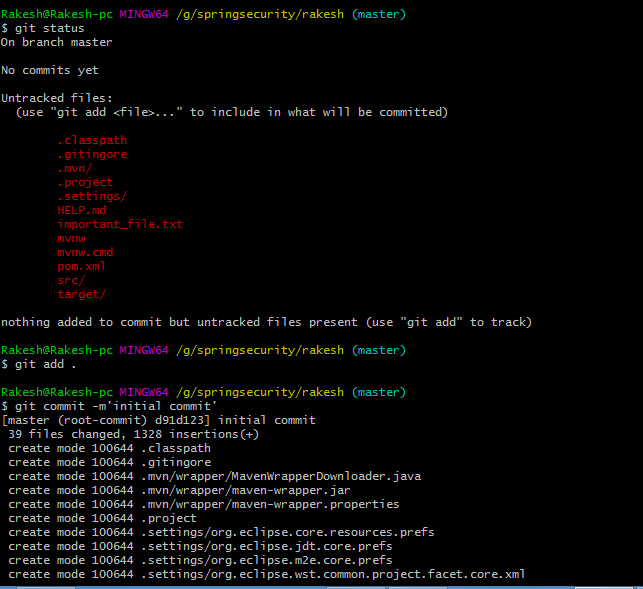 Rakesh@Rakesh-pc MINGW64 /g/springsecurity/rakesh (master)
$ git status
On branch master
No commits yet
Untracked files:
(use "git add <file>..." to include in what will be committed)
.classpath
.gitingore
.mvn/
.project
.settings/
HELP.md
important_file.txt
mvnw
mvnw.cmd
pom.xml
src/
target/
nothing added to commit but untracked files present (use "git add" to track)
Rakesh@Rakesh-pc MINGW64 /g/springsecurity/rakesh (master)
$ git add .
Rakesh@Rakesh-pc MINGW64 /g/springsecurity/rakesh (master)
$ git commit -m'initial commit'
[master (root-commit) d91d123] initial commit
39 files changed, 1328 insertions(+)
create mode 100644 .classpath
create mode 100644 .gitingore
create mode 100644 .mvn/wrapper/MavenWrapperDownloader.java
create mode 100644 .mvn/wrapper/maven-wrapper.jar
create mode 100644 .mvn/wrapper/maven-wrapper.properties
create mode 100644 .project
create mode 100644 .settings/org.eclipse.core.resources.prefs
create mode 100644 .settings/org.eclipse.jdt.core.prefs
create mode 100644 .settings/org.eclipse.m2e.core.prefs
create mode 100644 .settings/org.eclipse.wst.common.project.facet.core.xml